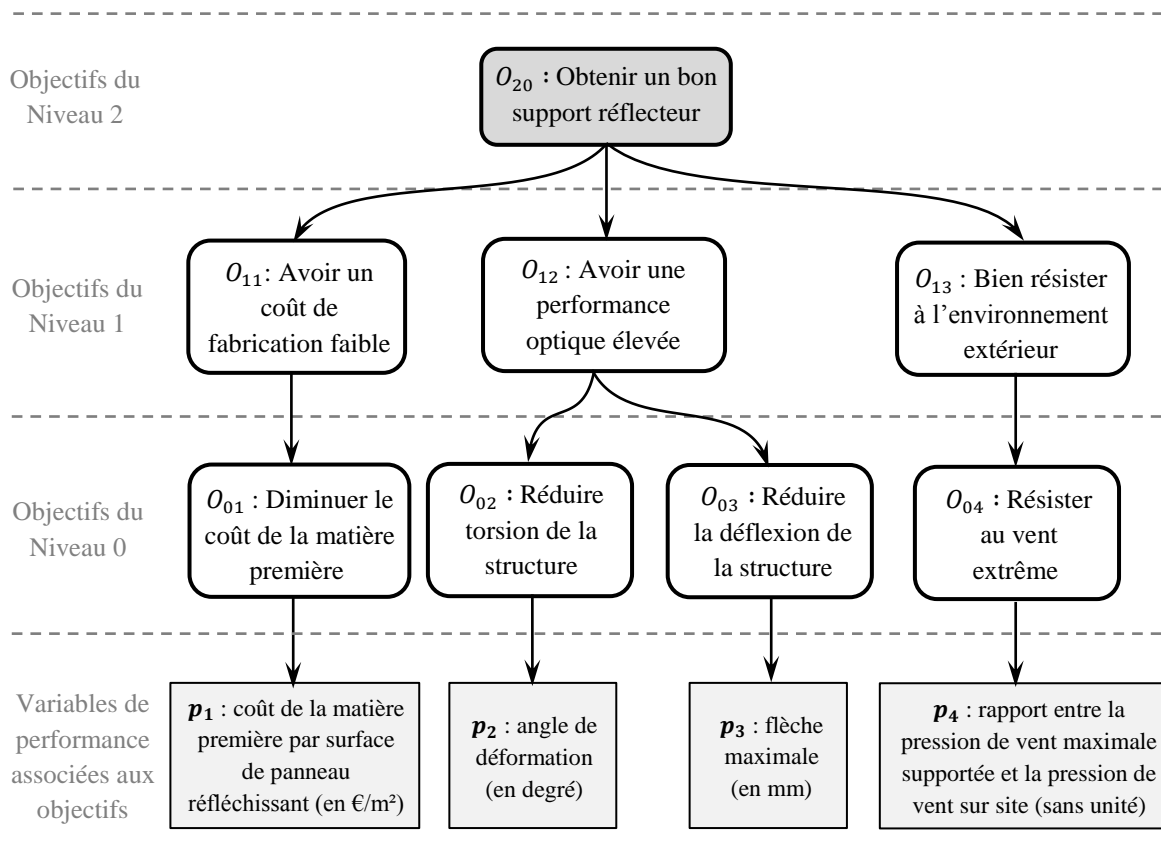 Objectifs du
Niveau 2
O₂₀ : Obtenir un bon
support réflecteur
Objectifs du
Niveau 1
O₁₁: Avoir un
coût de
fabrication faible
O₁₂ : Avoir une
performance
optique élevée
O₁₃ : Bien résister
à l’environnement
extérieur
Objectifs du
Niveau 0
O₀₁ : Diminuer le
coût de la matière
première
O₀₂ : Réduire
torsion de la
structure
O₀₃ : Réduire
la déflexion de
la structure
O₀₄ : Résister
au vent
extrême
Variables de
performance
associées aux
objectifs
p₁ : coût de la matière
première par surface
de panneau
réfléchissant (en €/m²)
p₂ : angle de
déformation
(en degré)
p₃ : flèche
maximale
(en mm)
p₄ : rapport entre la
pression de vent maximale
supportée et la pression de
vent sur site (sans unité)